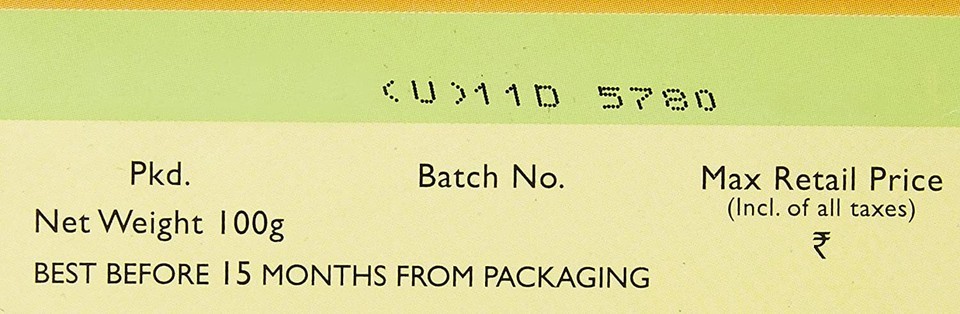 (U)11D 5780
Pkd. Batch No. Max Retail Price
(Incl. of all taxes)
Net Weight 100g
₹
BEST BEFORE 15 MONTHS FROM PACKAGING